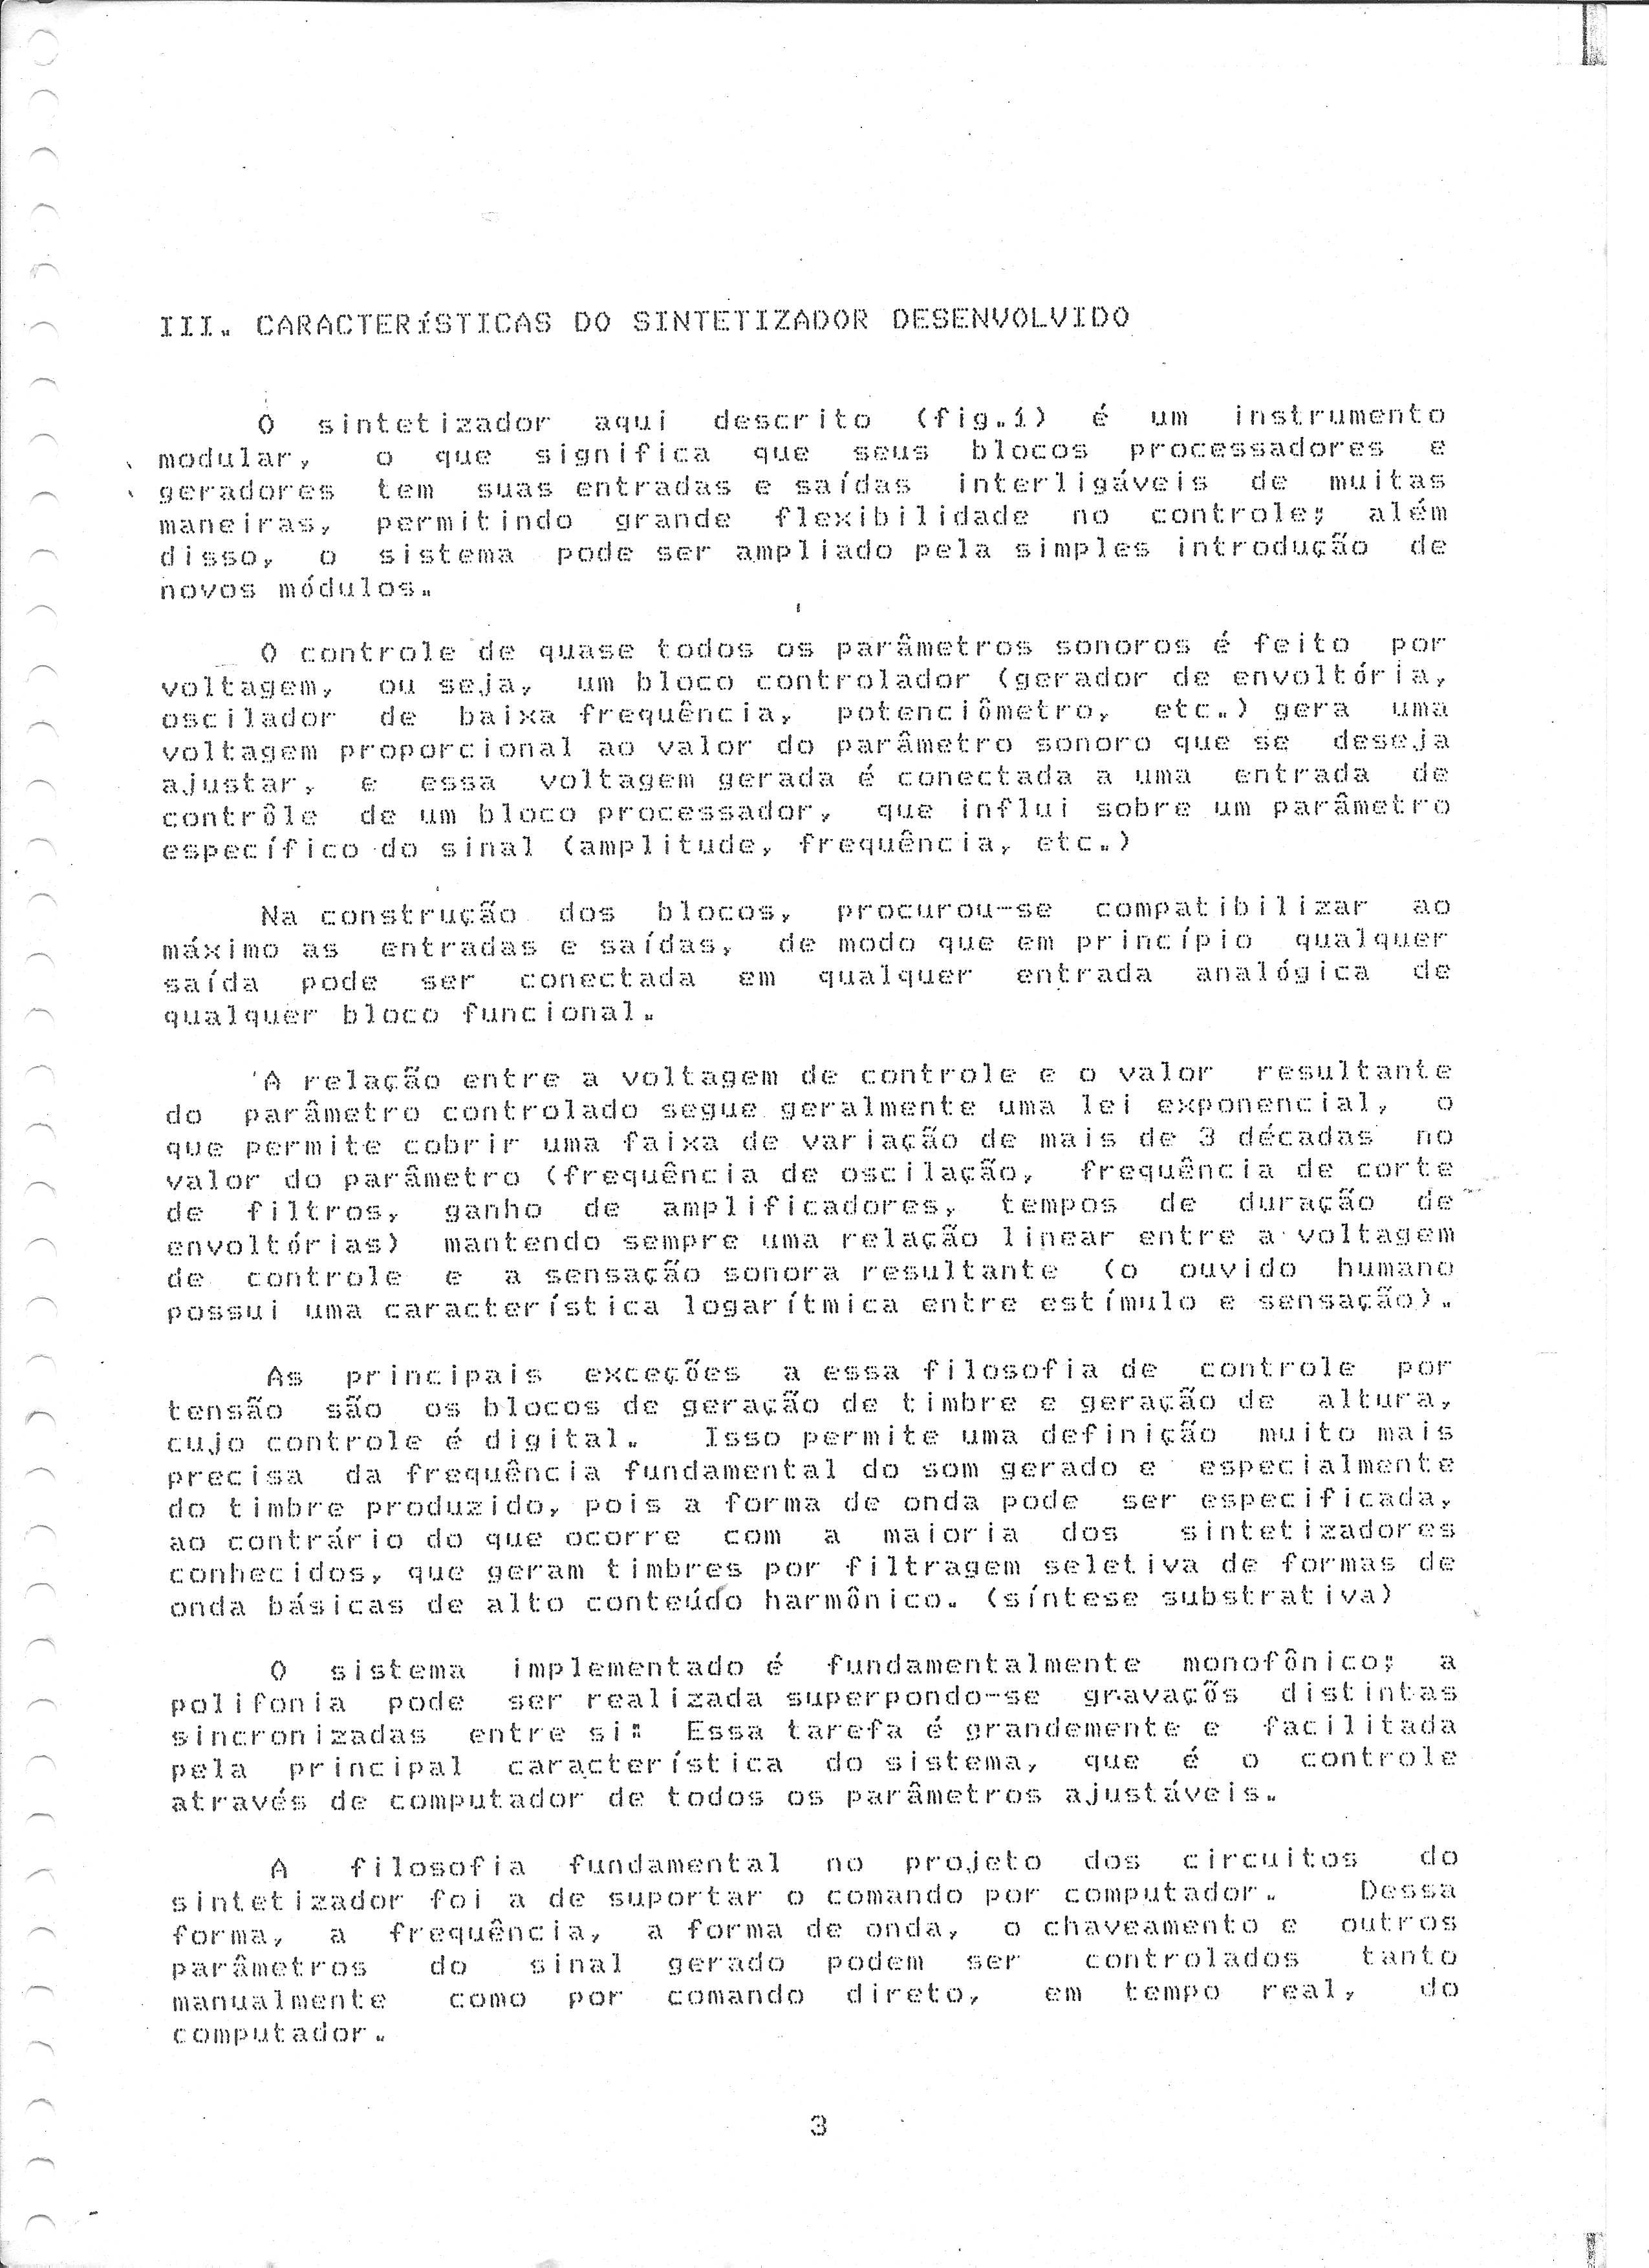 III. CARACTERíSTICAS DO SINTETIZADOR DESENVOLVIDO
O sintetizador aqui descrito (fig.1) é um instrumento
modular, o que significa que seus blocos processadores e
geradores tem suas entradas e saídas interligáveis de muitas
maneiras, permitindo grande flexibilidade no controle; além
disso, o sistema pode ser ampliado pela simples introdução de
novos módulos.
O controle de quase todos os parâmetros sonoros é feito por
voltagem, ou seja, um bloco controlador (gerador de envoltória,
oscilador de baixa frequência, potenciômetro, etc.) gera uma
voltagem proporcional ao valor do parâmetro sonoro que se deseja
ajustar, e essa voltagem gerada é conectada a uma entrada de
contrôle de um bloco processador, que influi sobre um parâmetro
específico do sinal (amplitude, frequência, etc.)
Na construção dos blocos, procurou-se compatibilizar ao
máximo as entradas e saídas, de modo que em princípio qualquer
saída pode ser conectada em qualquer entrada analógica de
qualquer bloco funcional.
A relação entre a voltagem de controle e o valor resultante
do parâmetro controlado segue geralmente uma lei exponencial, o
que permite cobrir uma faixa de variação de mais de 3 décadas no
valor do parâmetro (frequência de oscilação, frequência de corte
de filtros, ganho de amplificadores, tempos de duração de
envoltórias) mantendo sempre uma relação linear entre a voltagem
de controle e a sensação sonora resultante (o ouvido humano
possui uma característica logarítmica entre estímulo e sensação).
As principais exceções a essa filosofia de controle por
tensão são os blocos de geração de timbre e geração de altura,
cujo controle é digital. Isso permite uma definição muito mais
precisa da frequência fundamental do som gerado e especialmente
do timbre produzido, pois a forma de onda pode ser especificada,
ao contrário do que ocorre com a maioria dos sintetizadores
conhecidos, que geram timbres por filtragem seletiva de formas de
onda básicas de alto conteúdo harmônico. (síntese substrativa)
O sistema implementado é fundamentalmente monofônico; a
polifonia pode ser realizada superpondo-se gravaçõs distintas
sincronizadas entre si: Essa tarefa é grandemente e facilitada
pela principal característica do sistema, que é o controle
através de computador de todos os parâmetros ajustáveis.
A filosofia fundamental no projeto dos circuitos do
sintetizador foi a de suportar o comando por computador. Dessa
forma, a frequência, a forma de onda, o chaveamento e outros
parâmetros do sinal gerado podem ser controlados tanto
manualmente como por comando direto, em tempo real, do
computador.
3